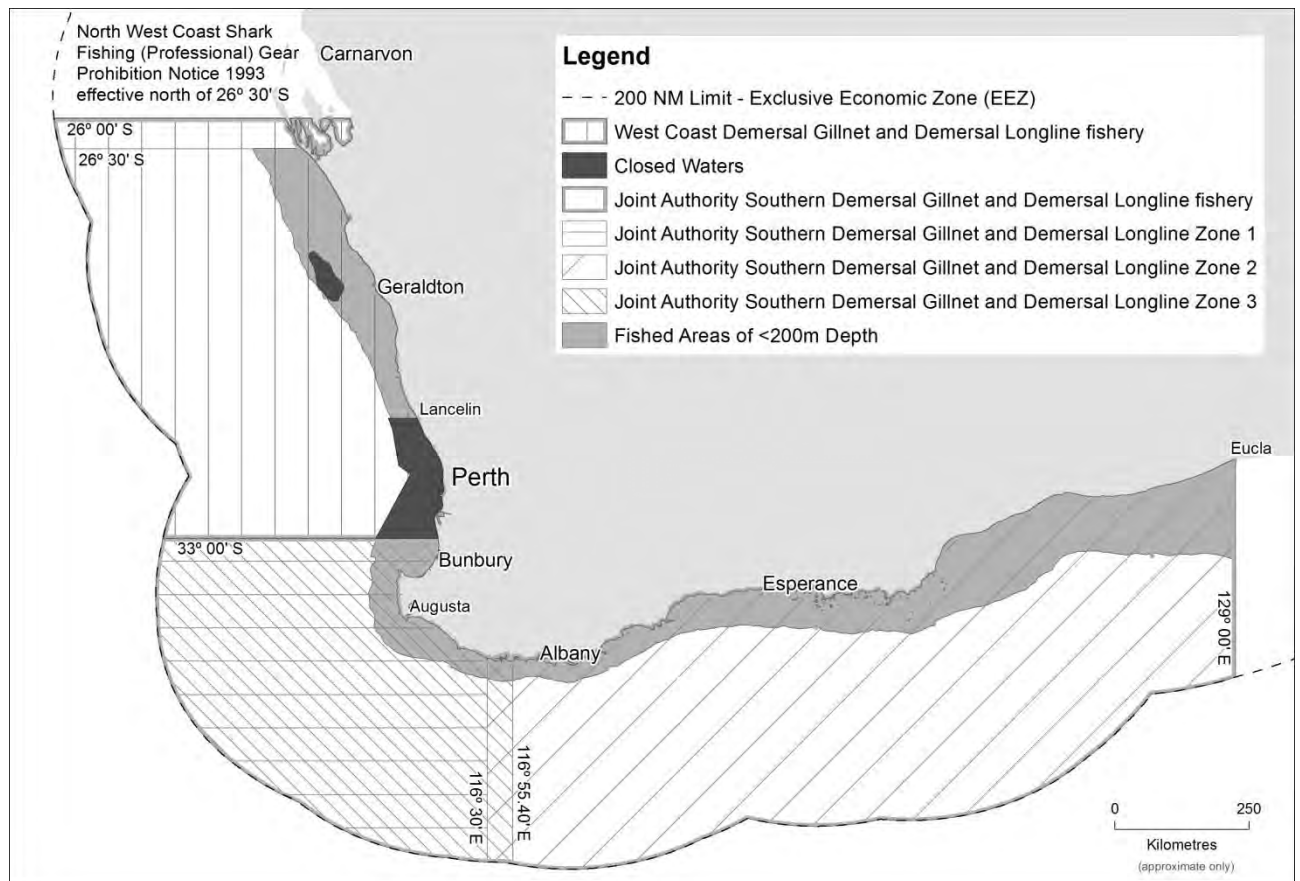 North West Coast Shark
Fishing (Professional) Gear
Prohibition Notice 1993
effective north of 26º 30' S
Carnarvon
26º 00' S
26º 30' S
Geraldton
Lancelin
Perth
33º 00' S
Bunbury
Augusta
Albany
Esperance
Eucla
129º 00' E
116º 30' E
116º 55.40' E
Legend
200 NM Limit - Exclusive Economic Zone (EEZ)
West Coast Demersal Gillnet and Demersal Longline fishery
Closed Waters
Joint Authority Southern Demersal Gillnet and Demersal Longline fishery
Joint Authority Southern Demersal Gillnet and Demersal Longline Zone 1
Joint Authority Southern Demersal Gillnet and Demersal Longline Zone 2
Joint Authority Southern Demersal Gillnet and Demersal Longline Zone 3
Fished Areas of <200m Depth
0 250
Kilometres
(approximate only)